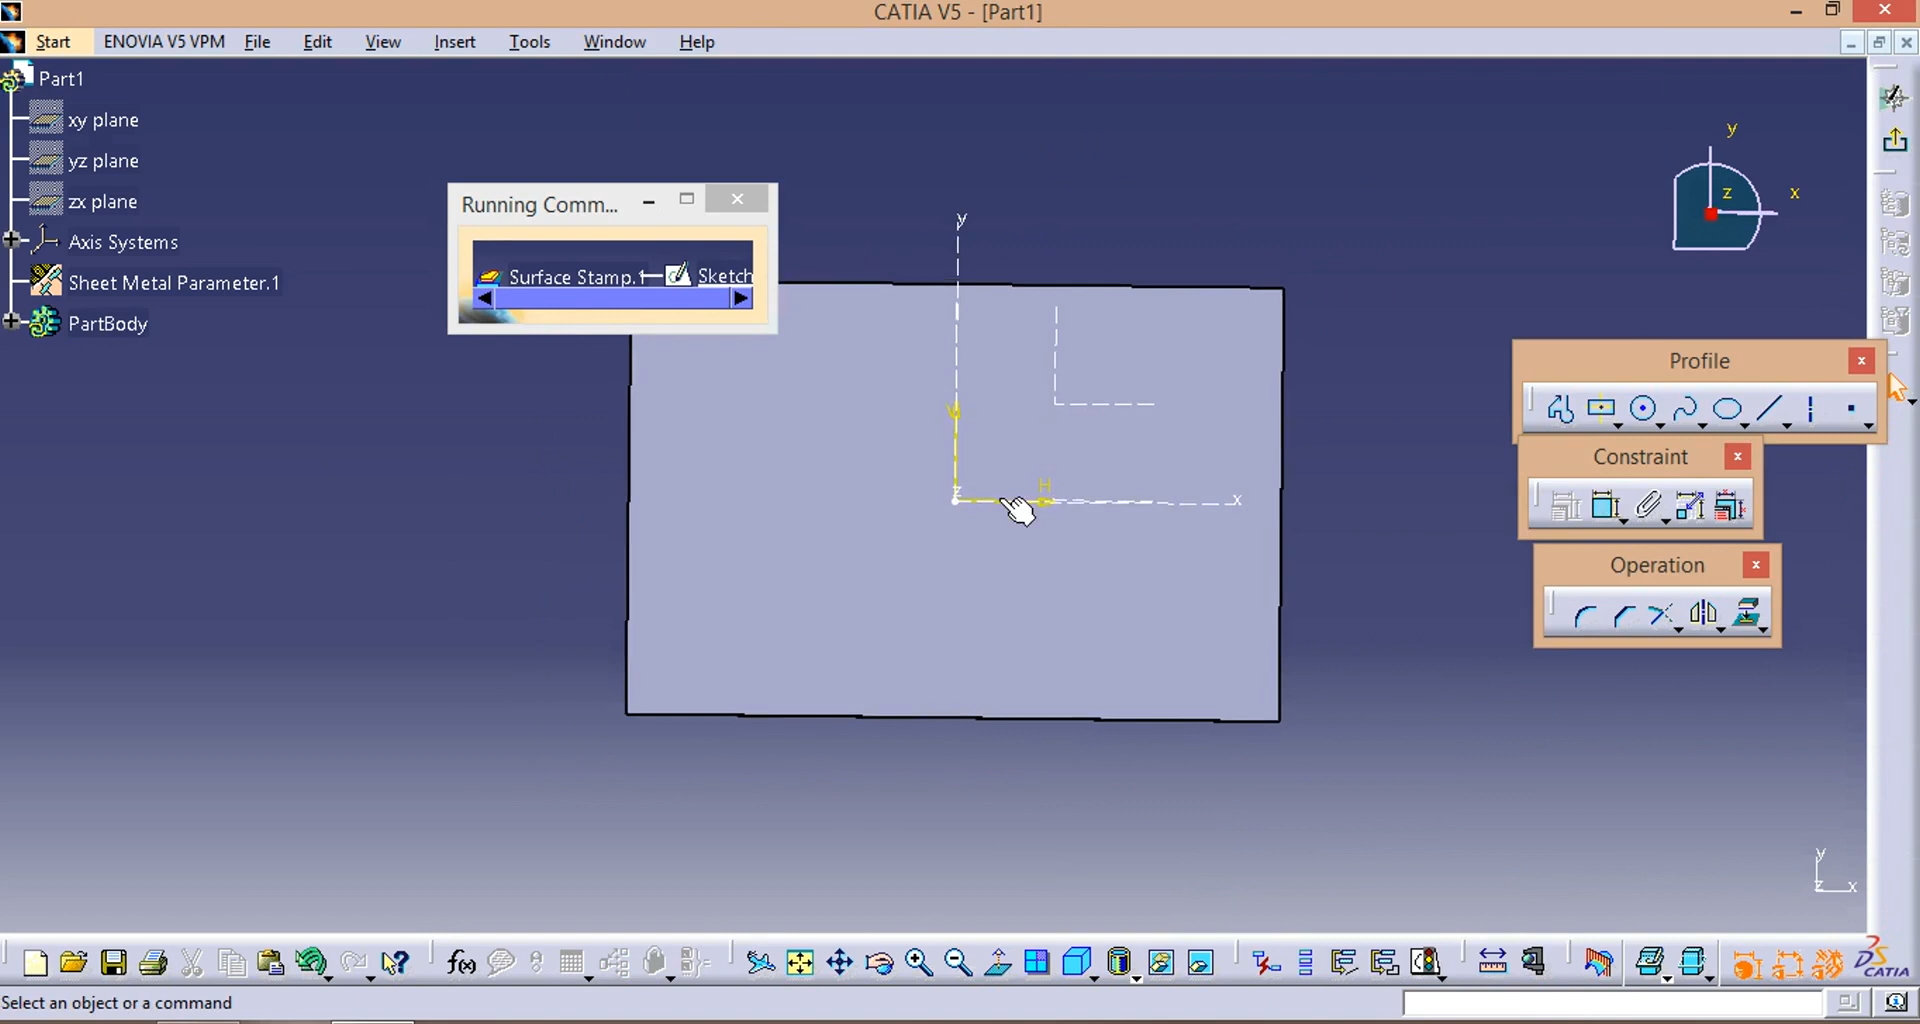 CATIA V5 - [Part1]
Start ENOVIA V5 VPM File Edit View Insert Tools Window Help
Part1
xy plane
yz plane
zx plane
Axis Systems
Sheet Metal Parameter.1
PartBody
Running Comm...
Surface Stamp.1 Sketch
y
z x
y
V
H
z x
Profile
Constraint
Operation
y
z x
f(x)
CATIA
Select an object or a command